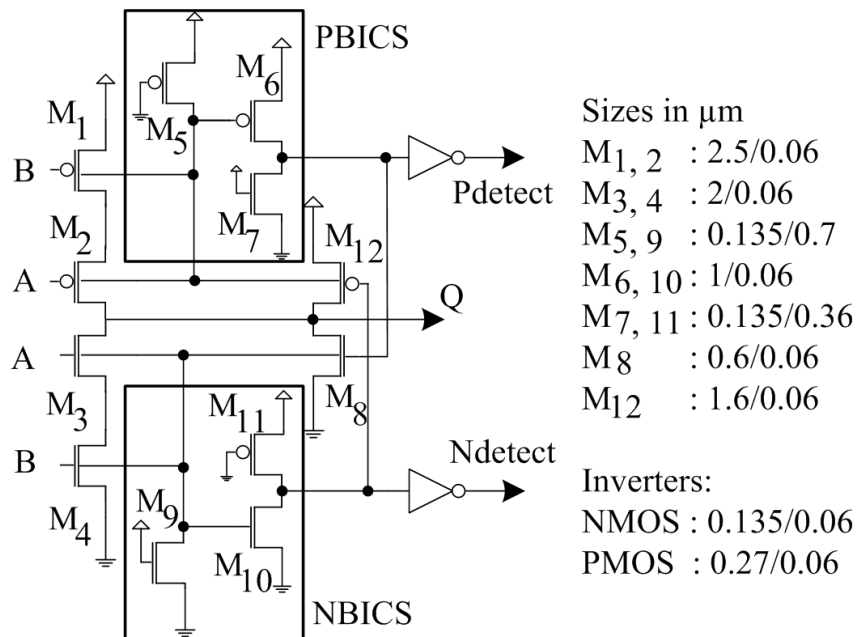 PBICS
M6
M1
M5
B
Pdetect
M7
M2
M12
A
Q
A
M3
M11
M8
Ndetect
B
M9
M4
M10
NBICS
Sizes in µm
M1, 2 : 2.5/0.06
M3, 4 : 2/0.06
M5, 9 : 0.135/0.7
M6, 10 : 1/0.06
M7, 11 : 0.135/0.36
M8 : 0.6/0.06
M12 : 1.6/0.06
Inverters:
NMOS : 0.135/0.06
PMOS : 0.27/0.06